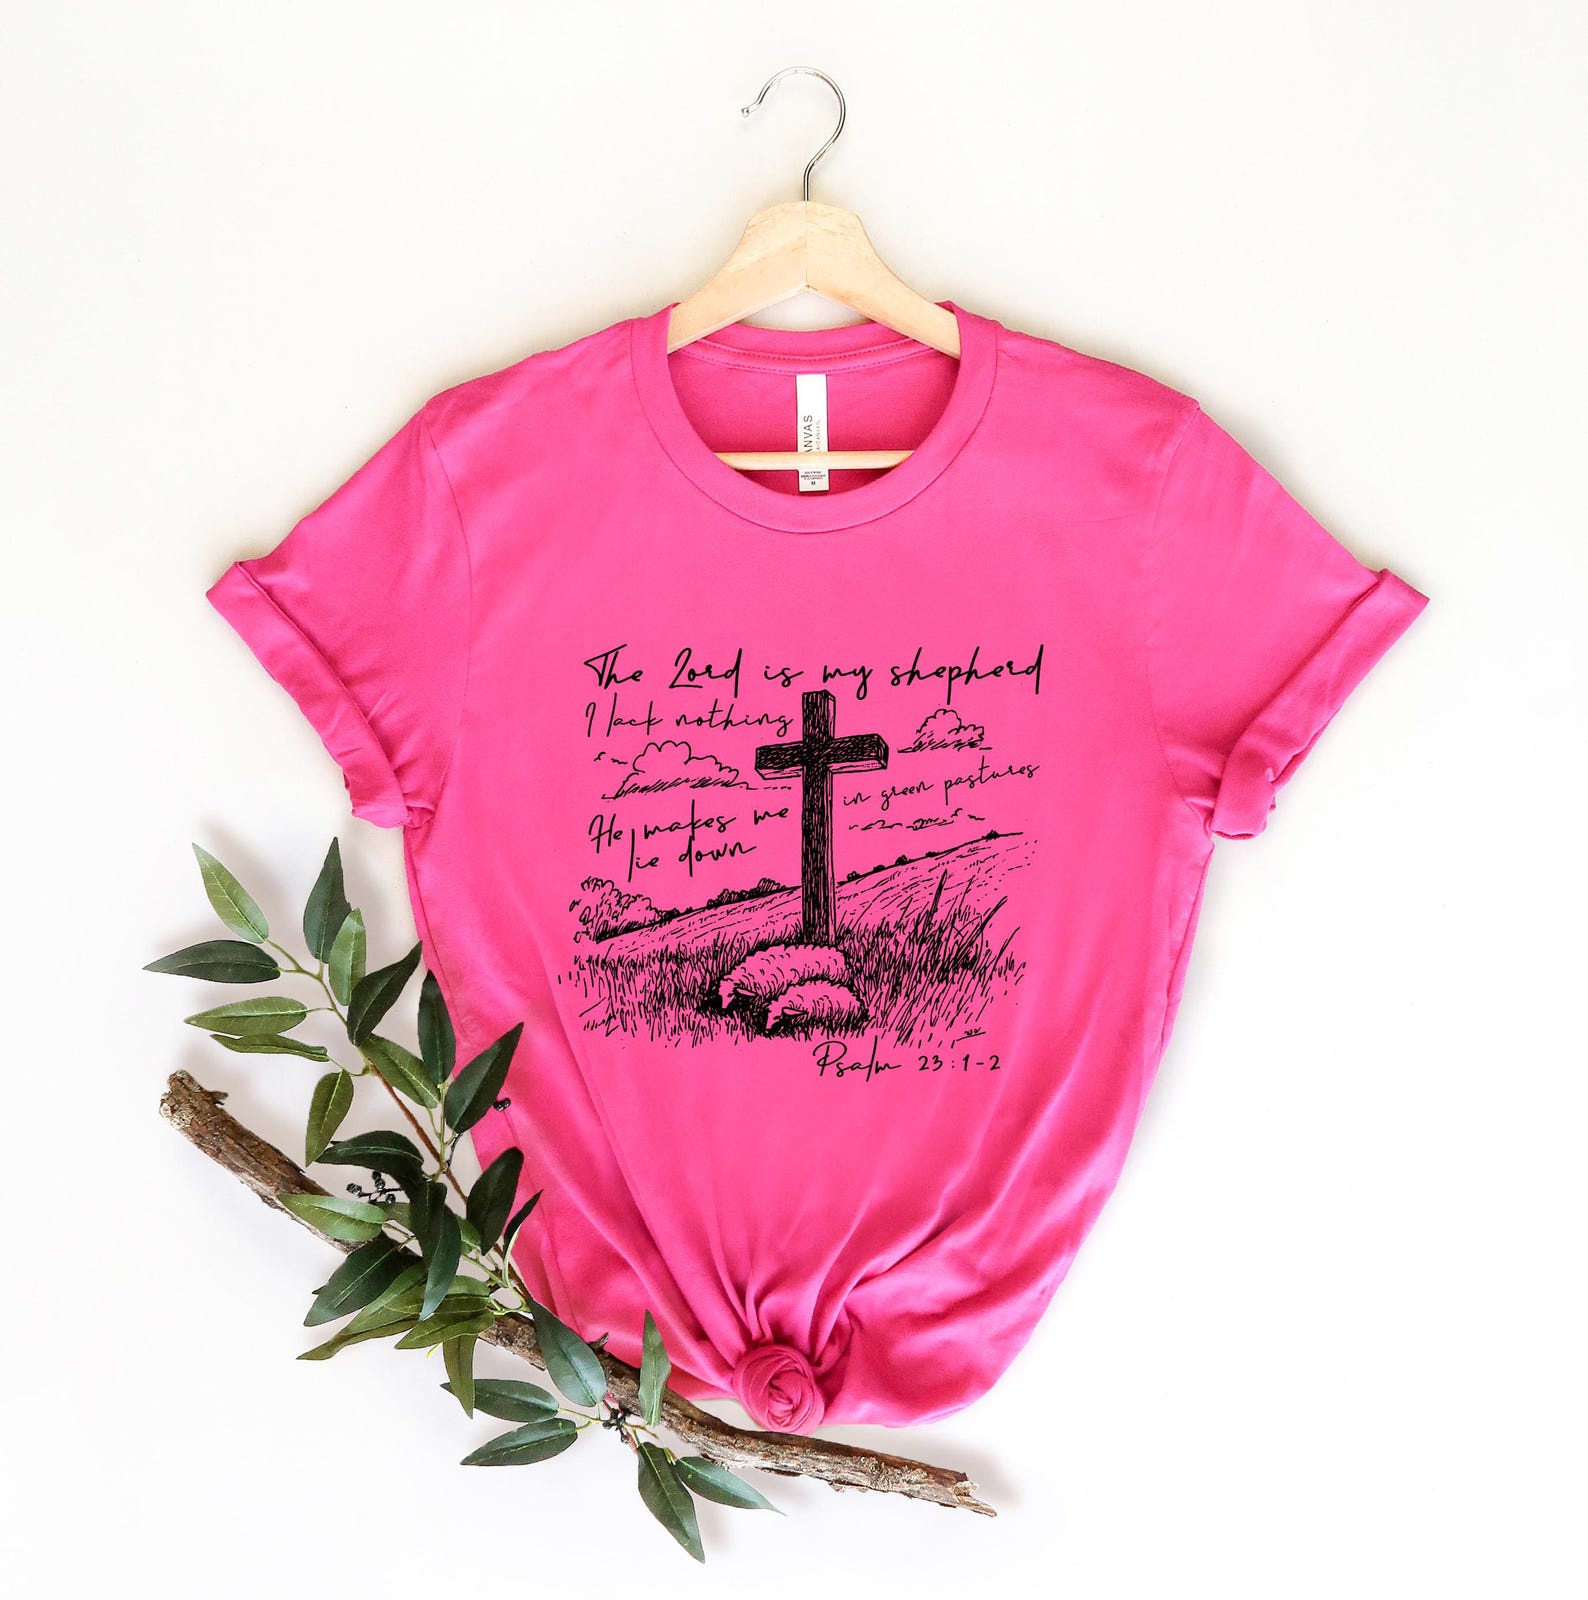 ANVAS
M
The Lord is my shepherd
I lack nothing
He makes me
lie down
in green pastures
Psalm 23:1-2